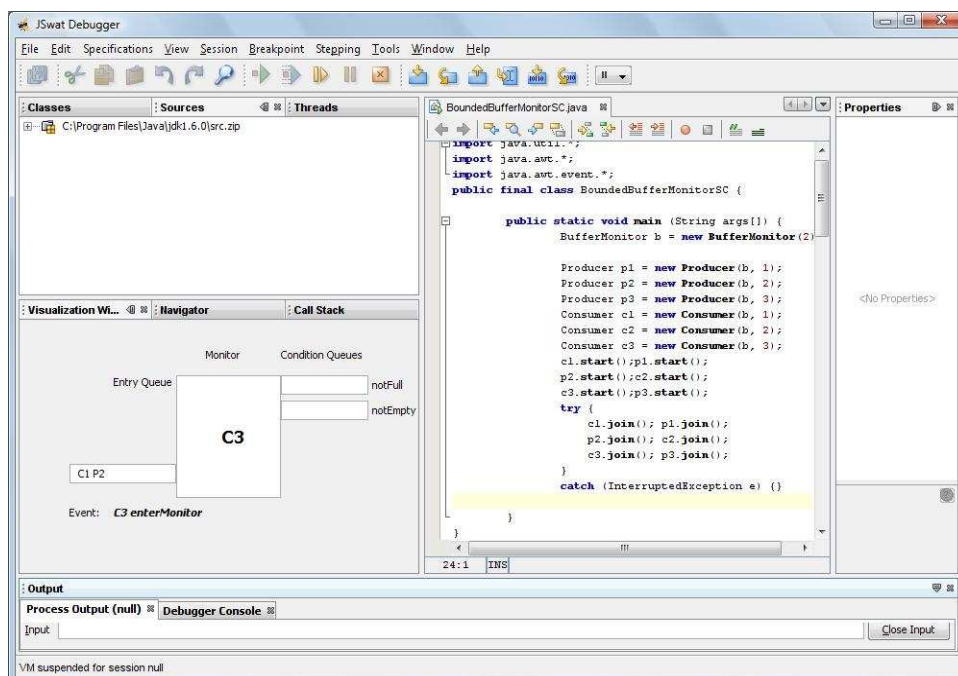 JSwat Debugger
File Edit Specifications View Session Breakpoint Stepping Tools Window Help
Classes Sources Threads
C:\Program Files\Java\jdk1.6.0\src.zip
Visualization Wi... Navigator Call Stack
Monitor Condition Queues
Entry Queue
notFull
notEmpty
C3
C1 P2
Event: C3 enterMonitor
BoundedBufferMonitorSC.java
import java.util.*;
import java.awt.*;
import java.awt.event.*;
public final class BoundedBufferMonitorSC {
public static void main (String args[]) {
BufferMonitor b = new BufferMonitor(2)
Producer p1 = new Producer(b, 1);
Producer p2 = new Producer(b, 2);
Producer p3 = new Producer(b, 3);
Consumer c1 = new Consumer(b, 1);
Consumer c2 = new Consumer(b, 2);
Consumer c3 = new Consumer(b, 3);
c1.start();p1.start();
p2.start();c2.start();
c3.start();p3.start();
try {
c1.join(); p1.join();
p2.join(); c2.join();
c3.join(); p3.join();
}
catch (InterruptedException e) {}
}
}
24:1 INS
Properties
<No Properties>
Output
Process Output (null) Debugger Console
Input Close Input
VM suspended for session null